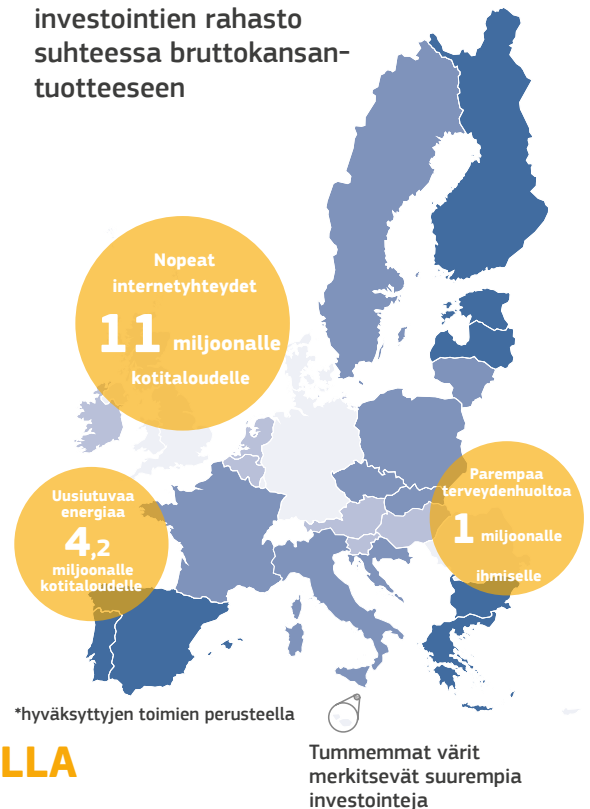 investointien rahasto
suhteessa bruttokansan-
tuotteeseen
Nopeat
internetyhteydet
11 miljoonalle
kotitaloudelle
Uusiutuvaa
energiaa
4,2
miljoonalle
kotitaloudelle
Parempaa
terveydenhuoltoa
1 miljoonalle
ihmiselle
*hyväksyttyjen toimien perusteella
LLA
Tummemmat värit
merkitsevät suurempia
investointeja